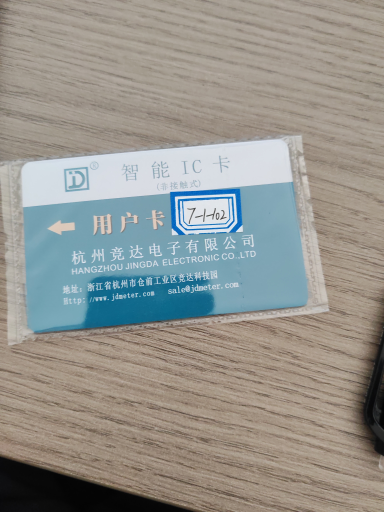 JD®
智能 IC 卡
(非接触式)
用户卡
7-1-102
杭州竞达电子有限公司
HANGZHOU JINGDA ELECTRONIC CO.,LTD
地址：浙江省杭州市仓前工业区竞达科技园
Http://www.jdmeter.com sale@jdmeter.com